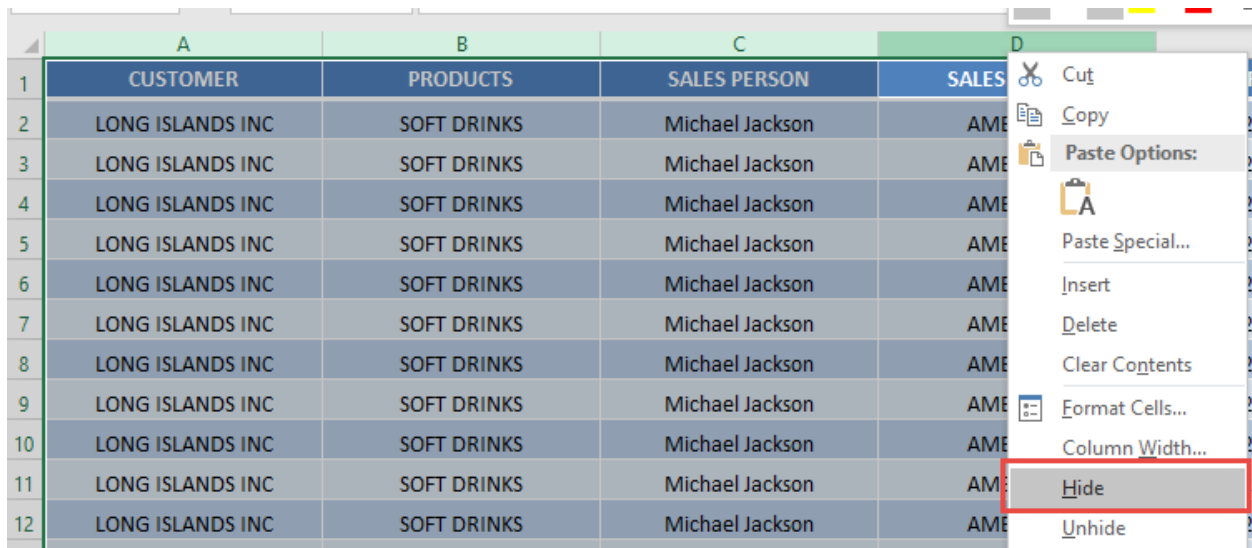 A B C D
1 CUSTOMER PRODUCTS SALES PERSON SALES
2 LONG ISLANDS INC SOFT DRINKS Michael Jackson AME
3 LONG ISLANDS INC SOFT DRINKS Michael Jackson AME
4 LONG ISLANDS INC SOFT DRINKS Michael Jackson AME
5 LONG ISLANDS INC SOFT DRINKS Michael Jackson AME
6 LONG ISLANDS INC SOFT DRINKS Michael Jackson AME
7 LONG ISLANDS INC SOFT DRINKS Michael Jackson AME
8 LONG ISLANDS INC SOFT DRINKS Michael Jackson AME
9 LONG ISLANDS INC SOFT DRINKS Michael Jackson AME
10 LONG ISLANDS INC SOFT DRINKS Michael Jackson AME
11 LONG ISLANDS INC SOFT DRINKS Michael Jackson AME
12 LONG ISLANDS INC SOFT DRINKS Michael Jackson AME
Cut
Copy
Paste Options:
A
Paste Special...
Insert
Delete
Clear Contents
Format Cells...
Column Width...
Hide
Unhide